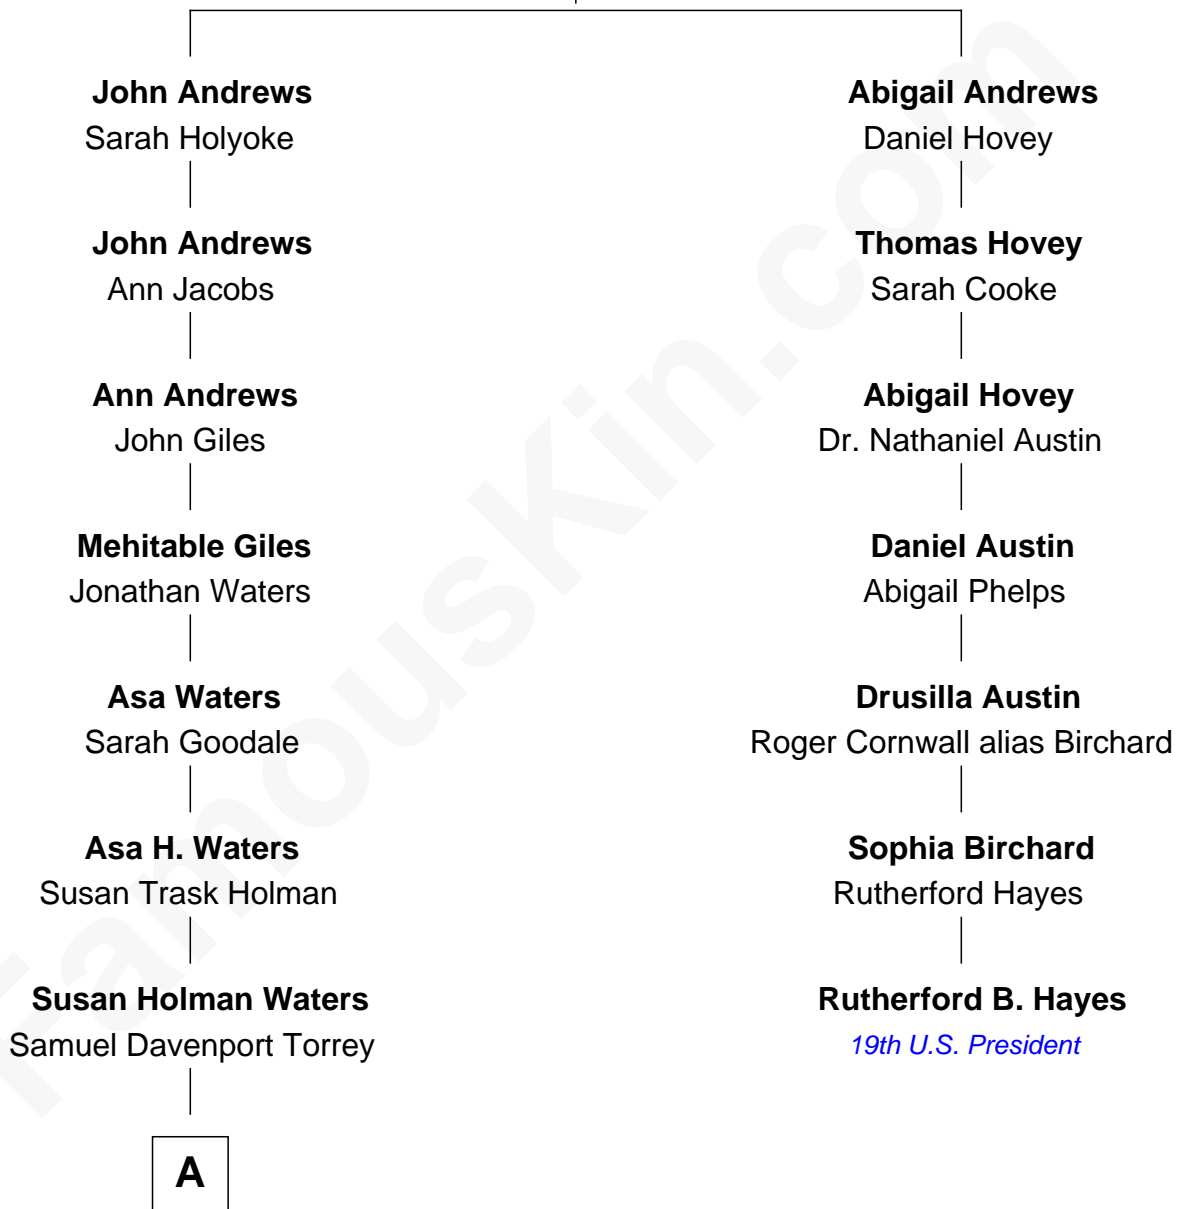 John Andrews
Sarah Holyoke
John Andrews
Ann Jacobs
Ann Andrews
John Giles
Mehitable Giles
Jonathan Waters
Asa Waters
Sarah Goodale
Asa H. Waters
Susan Trask Holman
Susan Holman Waters
Samuel Davenport Torrey
A
Abigail Andrews
Daniel Hovey
Thomas Hovey
Sarah Cooke
Abigail Hovey
Dr. Nathaniel Austin
Daniel Austin
Abigail Phelps
Drusilla Austin
Roger Cornwall alias Birchard
Sophia Birchard
Rutherford Hayes
Rutherford B. Hayes
19th U.S. President
FamousKin.com